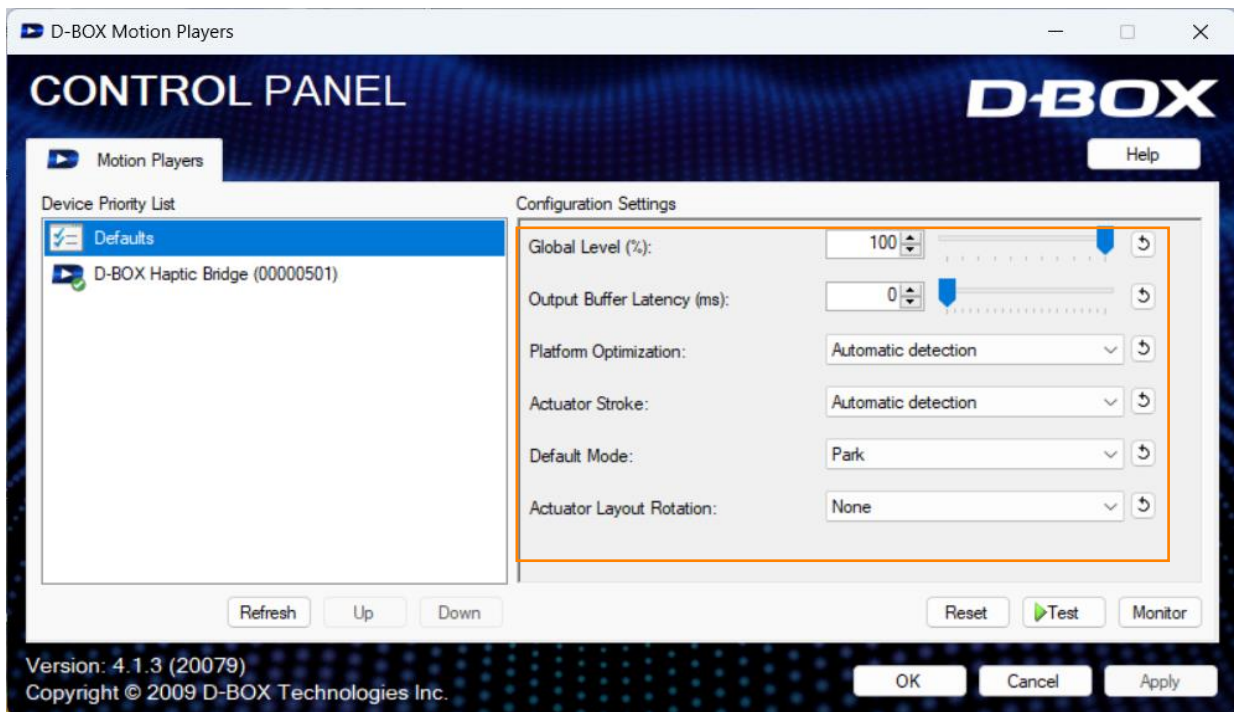 D-BOX Motion Players
CONTROL PANEL
D-BOX
Motion Players
Help
Device Priority List
Defaults
D-BOX Haptic Bridge (00000501)
Configuration Settings
Global Level (%): 100
Output Buffer Latency (ms): 0
Platform Optimization: Automatic detection
Actuator Stroke: Automatic detection
Default Mode: Park
Actuator Layout Rotation: None
Refresh Up Down
Reset Test Monitor
Version: 4.1.3 (20079)
Copyright © 2009 D-BOX Technologies Inc.
OK Cancel Apply